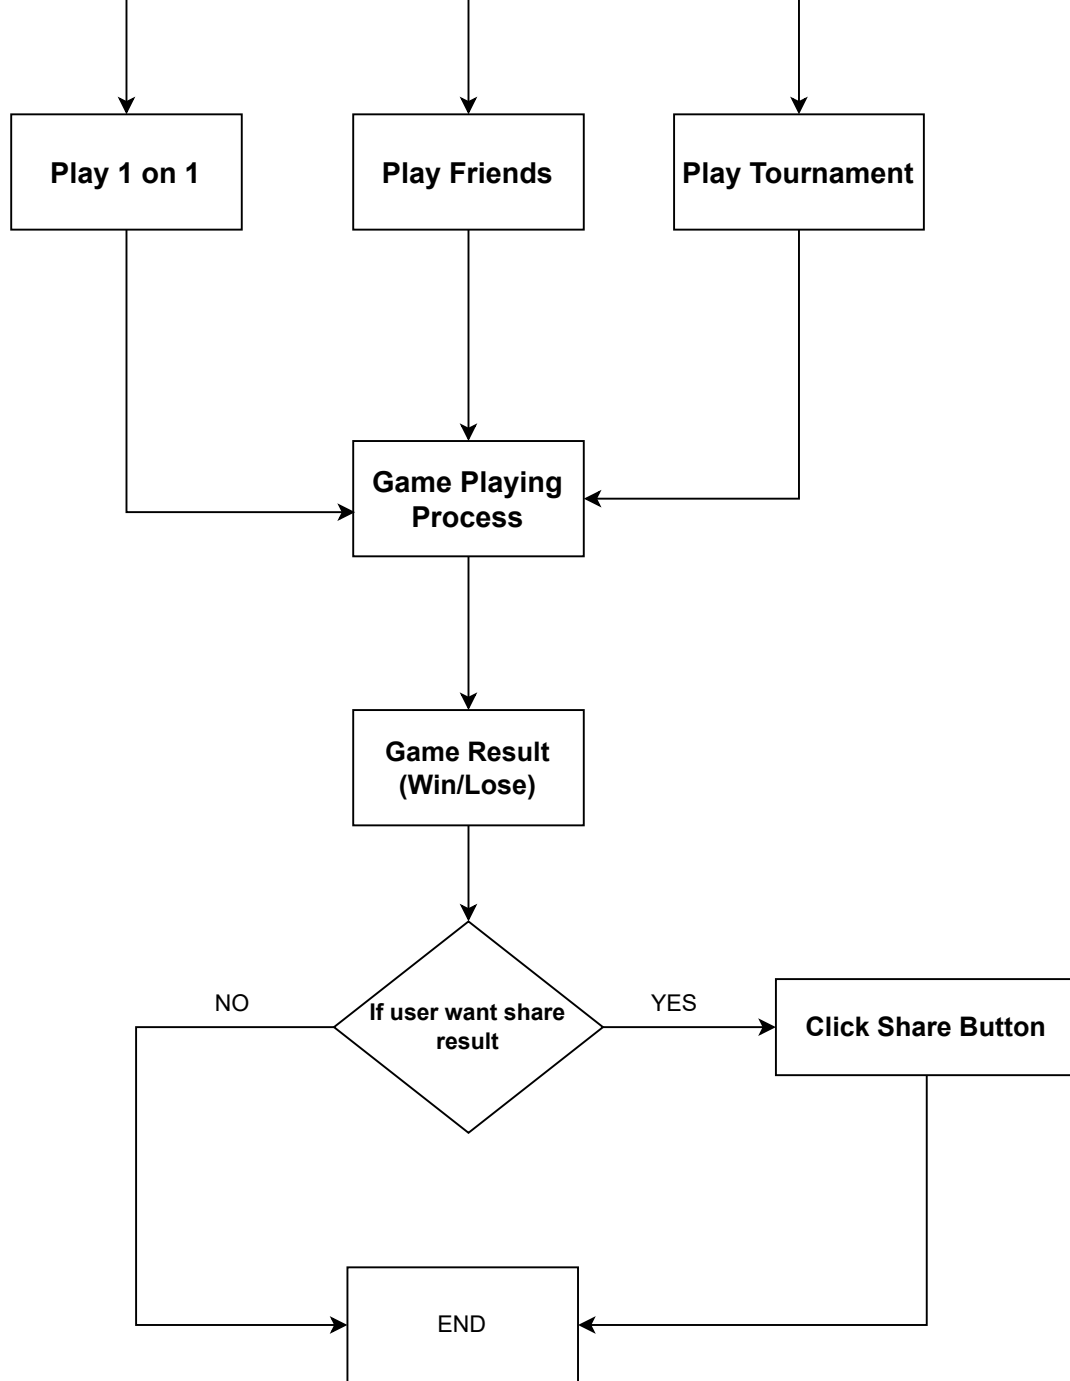 Play 1 on 1
Play Friends
Play Tournament
Game Playing
Process
Game Result
(Win/Lose)
If user want share
result
NO
YES
Click Share Button
END